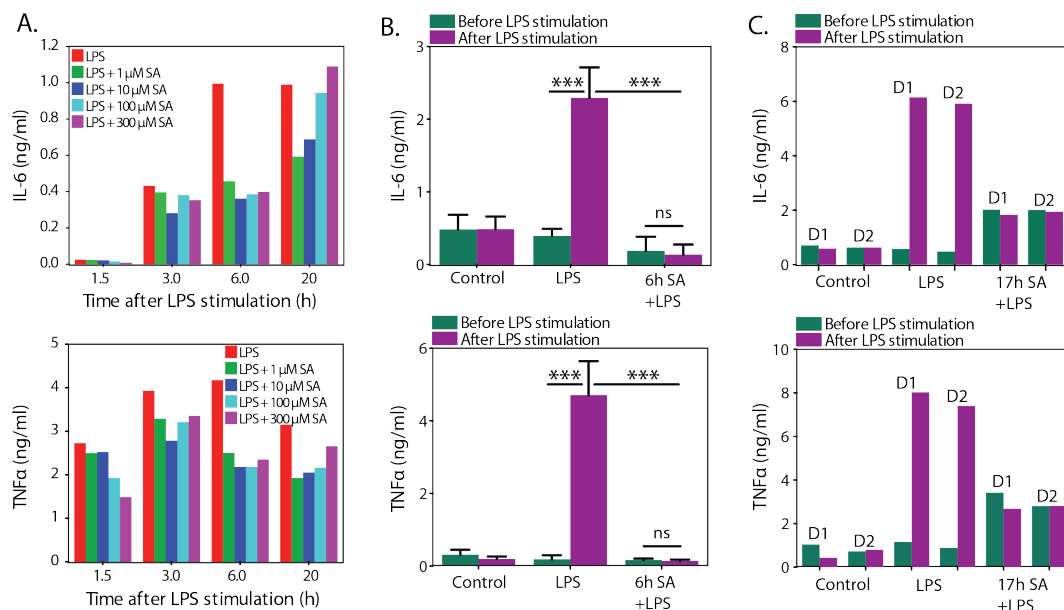 A.
1.2
1.0
0.8
0.6
0.4
0.2
0.0
IL-6 (ng/ml)
LPS
LPS + 1 μM SA
LPS + 10 μM SA
LPS + 100 μM SA
LPS + 300 μM SA
1.5 3.0 6.0 20
Time after LPS stimulation (h)
5
4
3
2
1
0
TNFα (ng/ml)
LPS
LPS + 1 μM SA
LPS + 10 μM SA
LPS + 100 μM SA
LPS + 300 μM SA
1.5 3.0 6.0 20
Time after LPS stimulation (h)
B.
Before LPS stimulation
After LPS stimulation
3
2
1
0
IL-6 (ng/ml)
*** ***
ns
Control LPS 6h SA
+LPS
Before LPS stimulation
After LPS stimulation
6
4
2
0
TNFα (ng/ml)
*** ***
ns
Control LPS 6h SA
+LPS
C.
Before LPS stimulation
After LPS stimulation
8
6
4
2
0
IL-6 (ng/ml)
D1 D2 D1 D2 D1 D2
Control LPS 17h SA
+LPS
Before LPS stimulation
After LPS stimulation
10
8
6
4
2
0
TNFα (ng/ml)
D1 D2 D1 D2 D1 D2
Control LPS 17h SA
+LPS